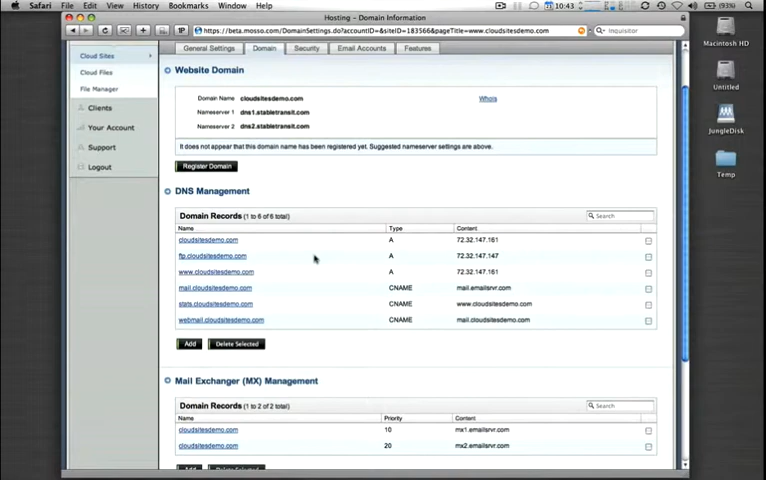 Safari File Edit View History Bookmarks Window Help 10:43 (93%)
Hosting - Domain Information
https://beta.mosso.com/DomainSettings.do?accountID=&siteID=183566&pageTitle=www.cloudsitesdemo.com
Inquisitor
Cloud Sites
Cloud Files
File Manager
Clients
Your Account
Support
Logout
General Settings Domain Security Email Accounts Features
Website Domain
Domain Name cloudsitesdemo.com Whois
Nameserver 1 dns1.stabletransit.com
Nameserver 2 dns2.stabletransit.com
It does not appear that this domain name has been registered yet. Suggested nameserver settings are above.
Register Domain
DNS Management
Domain Records (1 to 6 of 6 total) Search
Name Type Content
cloudsitesdemo.com A 72.32.147.161
ftp.cloudsitesdemo.com A 72.32.147.147
www.cloudsitesdemo.com A 72.32.147.161
mail.cloudsitesdemo.com CNAME mail.emailsrvr.com
stats.cloudsitesdemo.com CNAME www.cloudsitesdemo.com
webmail.cloudsitesdemo.com CNAME mail.cloudsitesdemo.com
Add Delete Selected
Mail Exchanger (MX) Management
Domain Records (1 to 2 of 2 total) Search
Name Priority Content
cloudsitesdemo.com 10 mx1.emailsrvr.com
cloudsitesdemo.com 20 mx2.emailsrvr.com
Macintosh HD
Untitled
JungleDisk
Temp